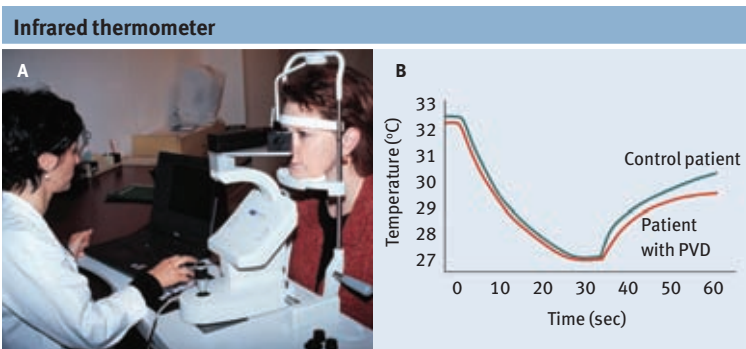 Infrared thermometer
A
B
33
32
31
30
29
28
27
Temperature (°C)
Control patient
Patient
with PVD
0 10 20 30 40 50 60
Time (sec)